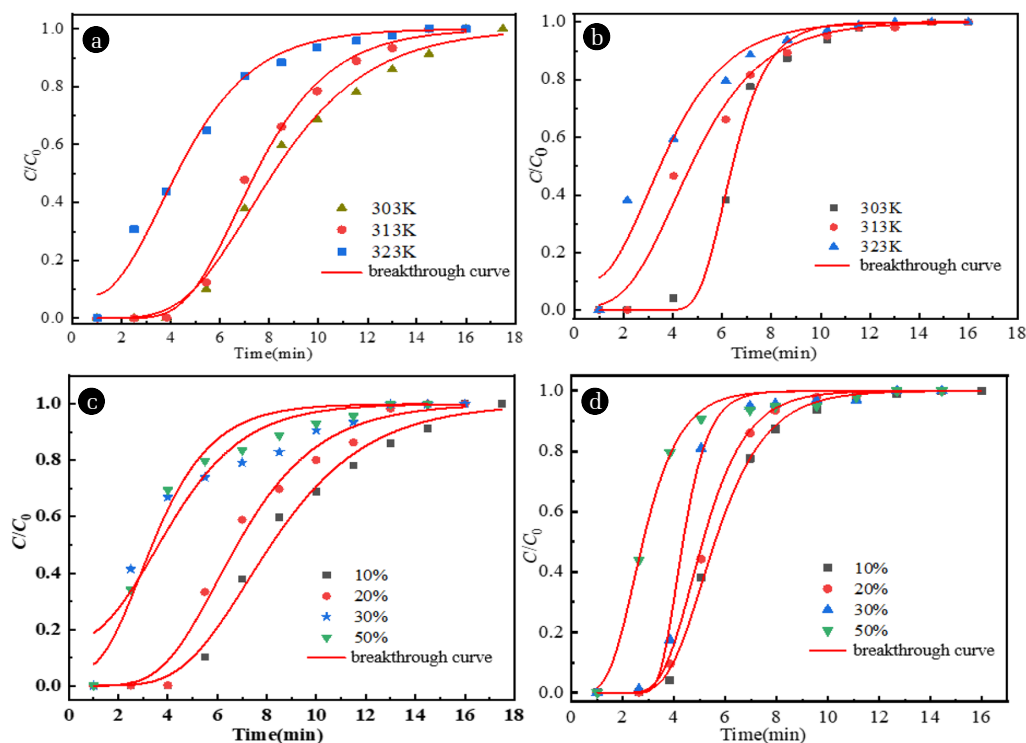 a
1.0
0.8
0.6
0.4
0.2
0.0
C/C0
303K
313K
323K
breakthrough curve
0 2 4 6 8 10 12 14 16 18
Time(min)
b
1.0
0.8
0.6
0.4
0.2
0.0
C/C0
303K
313K
323K
breakthrough curve
0 2 4 6 8 10 12 14 16 18
Time(min)
c
1.0
0.8
0.6
0.4
0.2
0.0
C/C0
10%
20%
30%
50%
breakthrough curve
0 2 4 6 8 10 12 14 16 18
Time(min)
d
1.0
0.8
0.6
0.4
0.2
0.0
C/C0
10%
20%
30%
50%
breakthrough curve
0 2 4 6 8 10 12 14 16
Time(min)